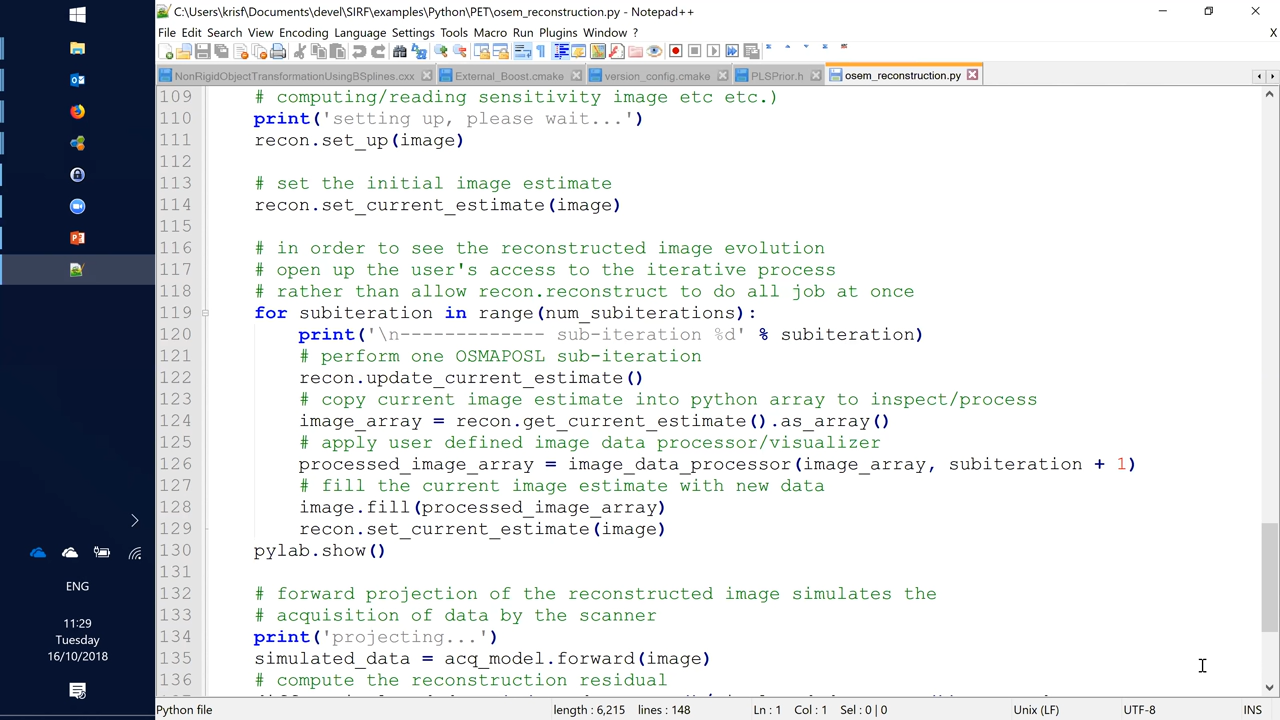 C:\Users\krisf\Documents\devel\SIRF\examples\Python\PET\osem_reconstruction.py - Notepad++
File Edit Search View Encoding Language Settings Tools Macro Run Plugins Window ? X
NonRigidObjectTransformationUsingBSplines.cxx External_Boost.cmake version_config.cmake PLSPrior.h osem_reconstruction.py
109 # computing/reading sensitivity image etc etc.)
110 print('setting up, please wait...')
111 recon.set_up(image)
112
113 # set the initial image estimate
114 recon.set_current_estimate(image)
115
116 # in order to see the reconstructed image evolution
117 # open up the user's access to the iterative process
118 # rather than allow recon.reconstruct to do all job at once
119 for subiteration in range(num_subiterations):
120 print('\n------------- sub-iteration %d' % subiteration)
121 # perform one OSMAPOSL sub-iteration
122 recon.update_current_estimate()
123 # copy current image estimate into python array to inspect/process
124 image_array = recon.get_current_estimate().as_array()
125 # apply user defined image data processor/visualizer
126 processed_image_array = image_data_processor(image_array, subiteration + 1)
127 # fill the current image estimate with new data
128 image.fill(processed_image_array)
129 recon.set_current_estimate(image)
130 pylab.show()
131
132 # forward projection of the reconstructed image simulates the
133 # acquisition of data by the scanner
134 print('projecting...')
135 simulated_data = acq_model.forward(image)
136 # compute the reconstruction residual
Python file length : 6,215 lines : 148 Ln : 1 Col : 1 Sel : 0 | 0 Unix (LF) UTF-8 INS
ENG
11:29
Tuesday
16/10/2018